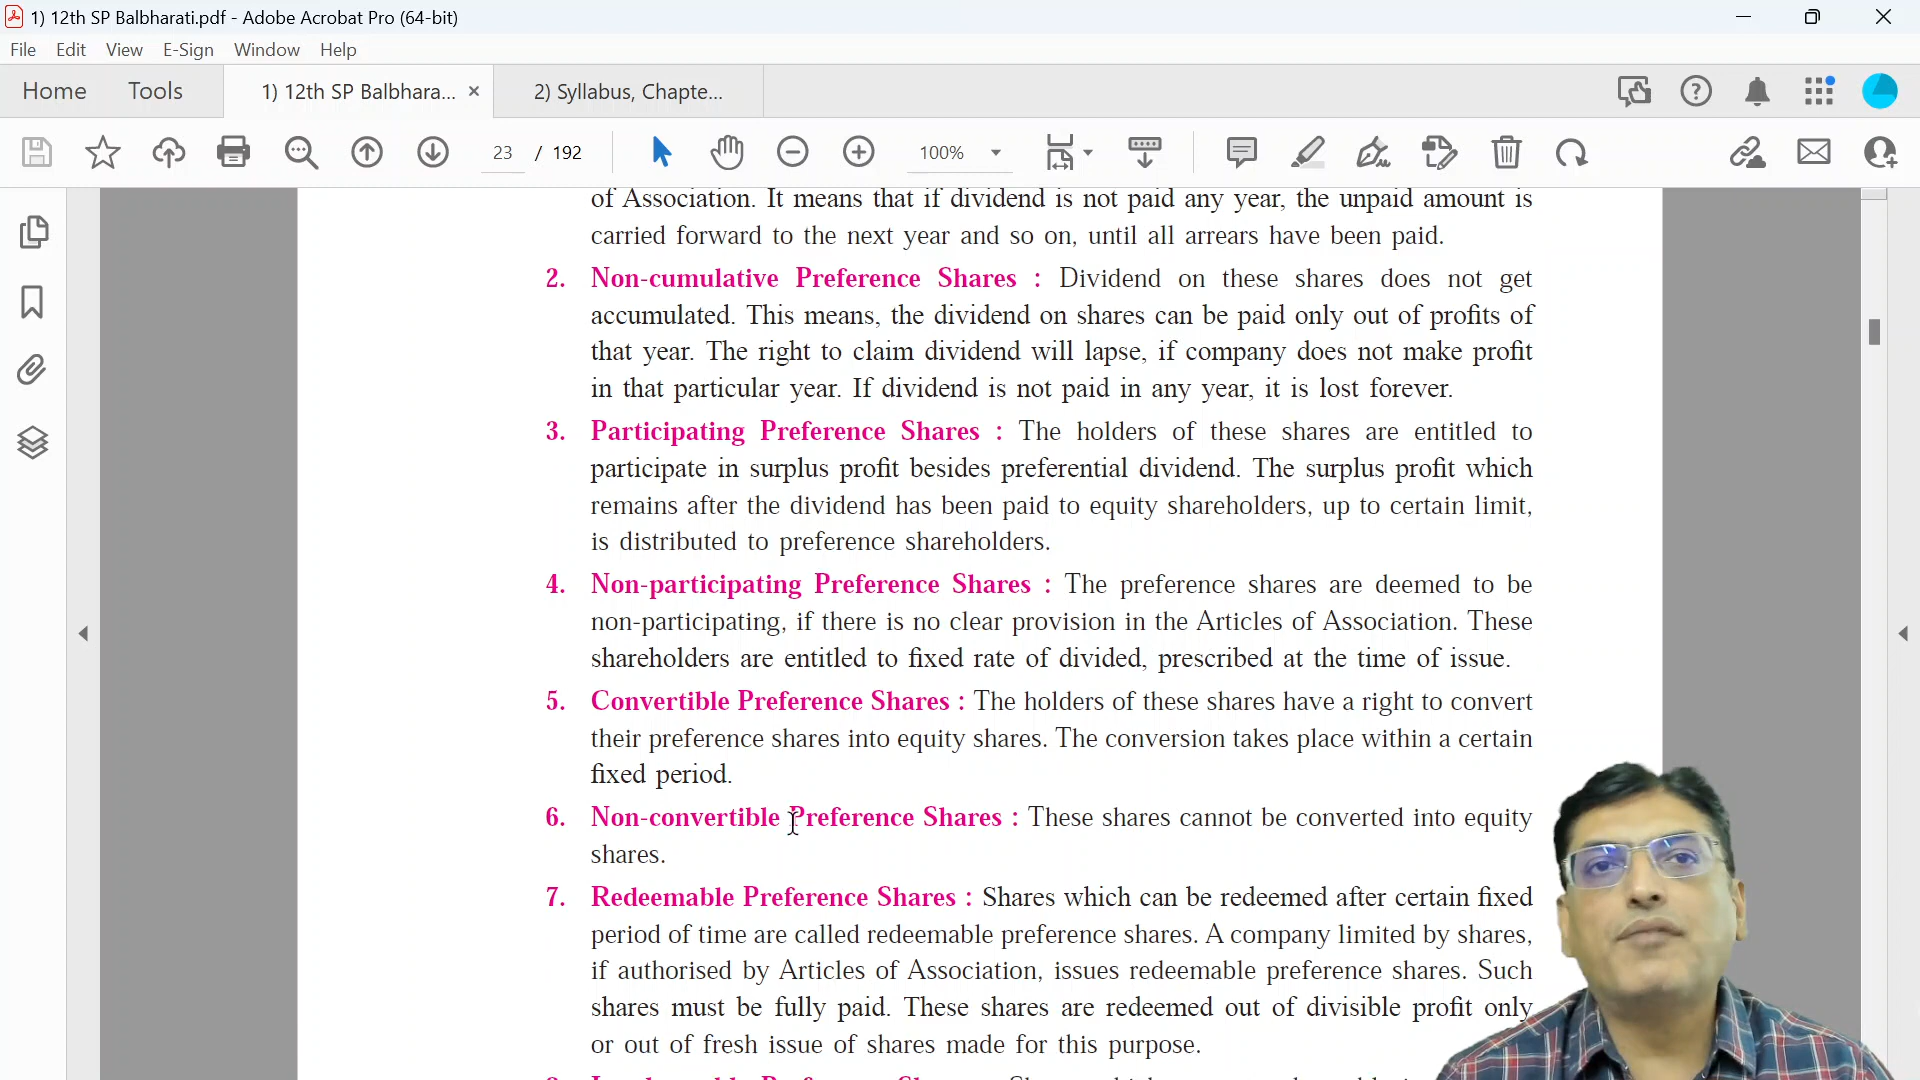 1) 12th SP Balbharati.pdf - Adobe Acrobat Pro (64-bit)
File Edit View E-Sign Window Help
Home Tools 1) 12th SP Balbhara... × 2) Syllabus, Chapte...
23 / 192 100%
of Association. It means that if dividend is not paid any year, the unpaid amount is
carried forward to the next year and so on, until all arrears have been paid.
2. Non-cumulative Preference Shares : Dividend on these shares does not get
accumulated. This means, the dividend on shares can be paid only out of profits of
that year. The right to claim dividend will lapse, if company does not make profit
in that particular year. If dividend is not paid in any year, it is lost forever.
3. Participating Preference Shares : The holders of these shares are entitled to
participate in surplus profit besides preferential dividend. The surplus profit which
remains after the dividend has been paid to equity shareholders, up to certain limit,
is distributed to preference shareholders.
4. Non-participating Preference Shares : The preference shares are deemed to be
non-participating, if there is no clear provision in the Articles of Association. These
shareholders are entitled to fixed rate of divided, prescribed at the time of issue.
5. Convertible Preference Shares : The holders of these shares have a right to convert
their preference shares into equity shares. The conversion takes place within a certain
fixed period.
6. Non-convertible Preference Shares : These shares cannot be converted into equity
shares.
7. Redeemable Preference Shares : Shares which can be redeemed after certain fixed
period of time are called redeemable preference shares. A company limited by shares,
if authorised by Articles of Association, issues redeemable preference shares. Such
shares must be fully paid. These shares are redeemed out of divisible profit only
or out of fresh issue of shares made for this purpose.